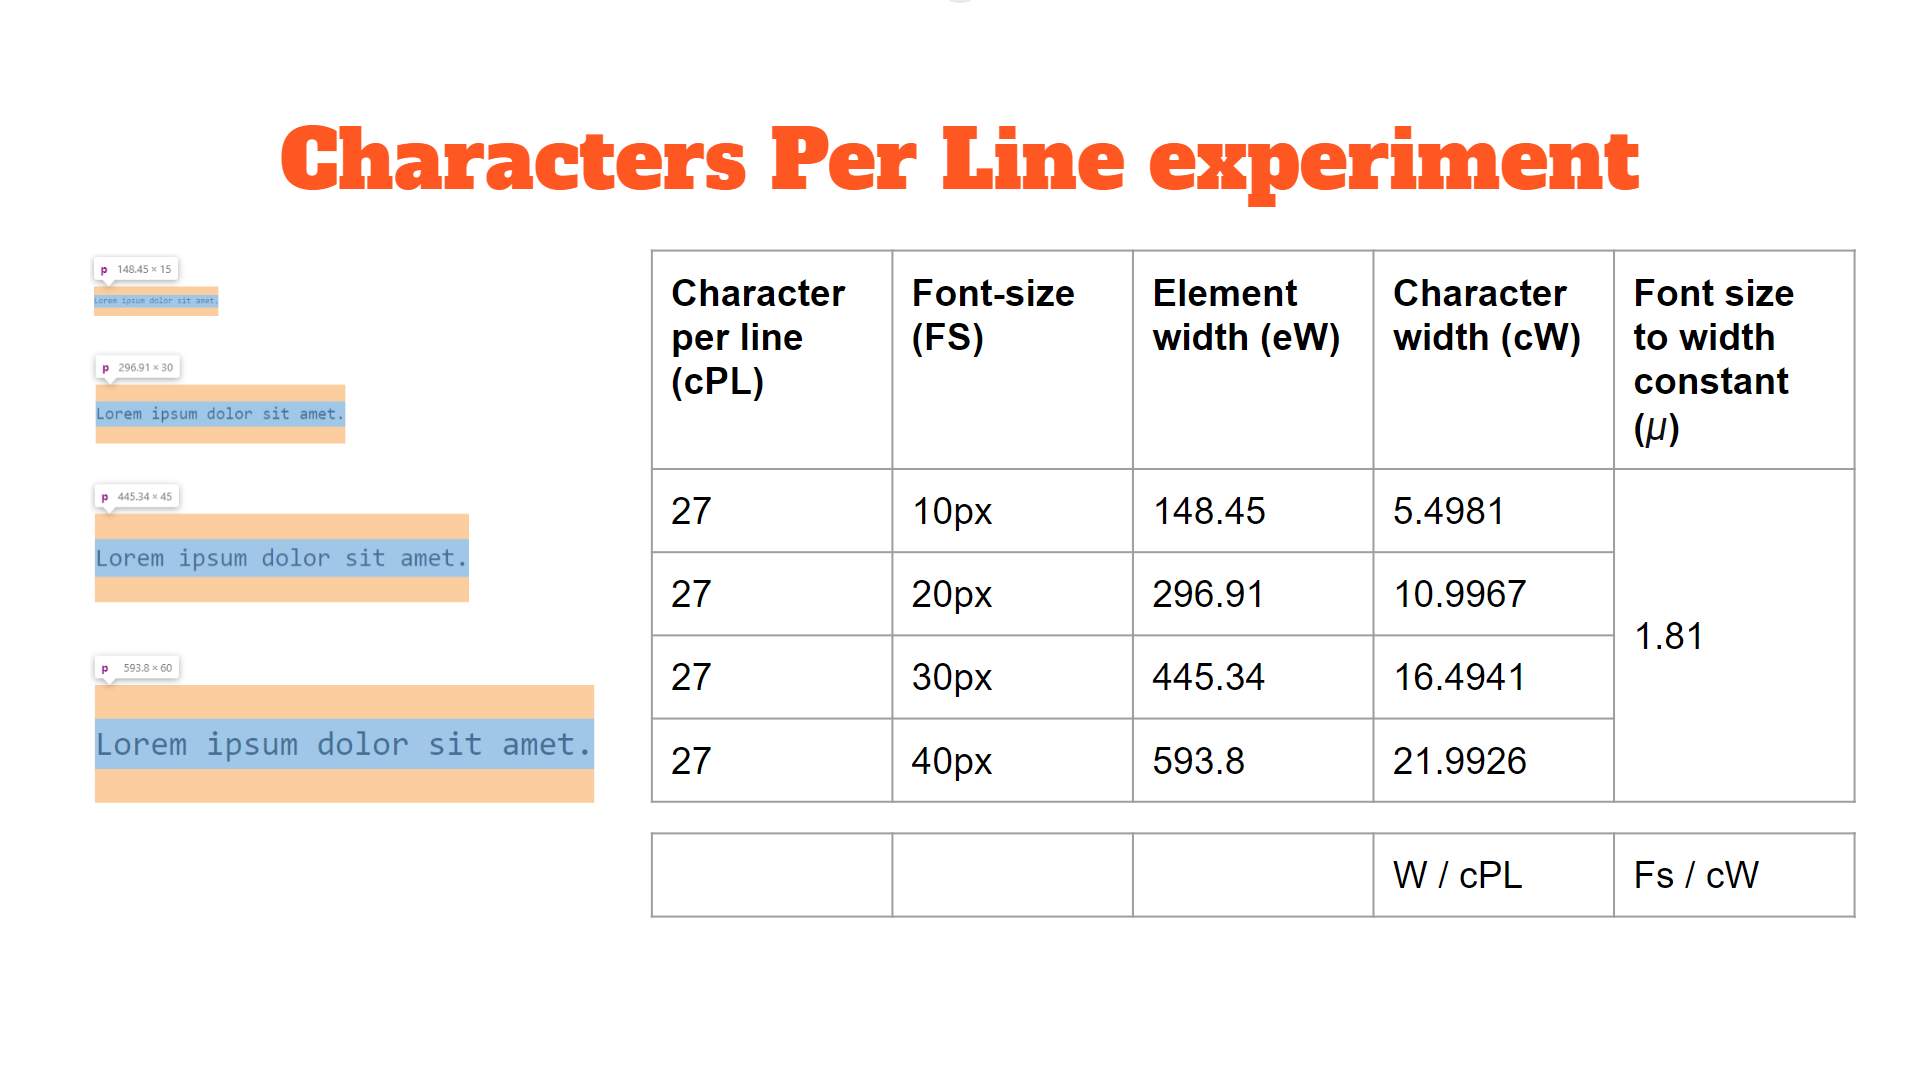 Characters Per Line experiment
p 148.45 × 15
Lorem ipsum dolor sit amet.
p 296.91 × 30
Lorem ipsum dolor sit amet.
p 445.34 × 45
Lorem ipsum dolor sit amet.
p 593.8 × 60
Lorem ipsum dolor sit amet.
Character per line (cPL) Font-size (FS) Element width (eW) Character width (cW) Font size to width constant (μ)
27 10px 148.45 5.4981
27 20px 296.91 10.9967
1.81
27 30px 445.34 16.4941
27 40px 593.8 21.9926
W / cPL Fs / cW